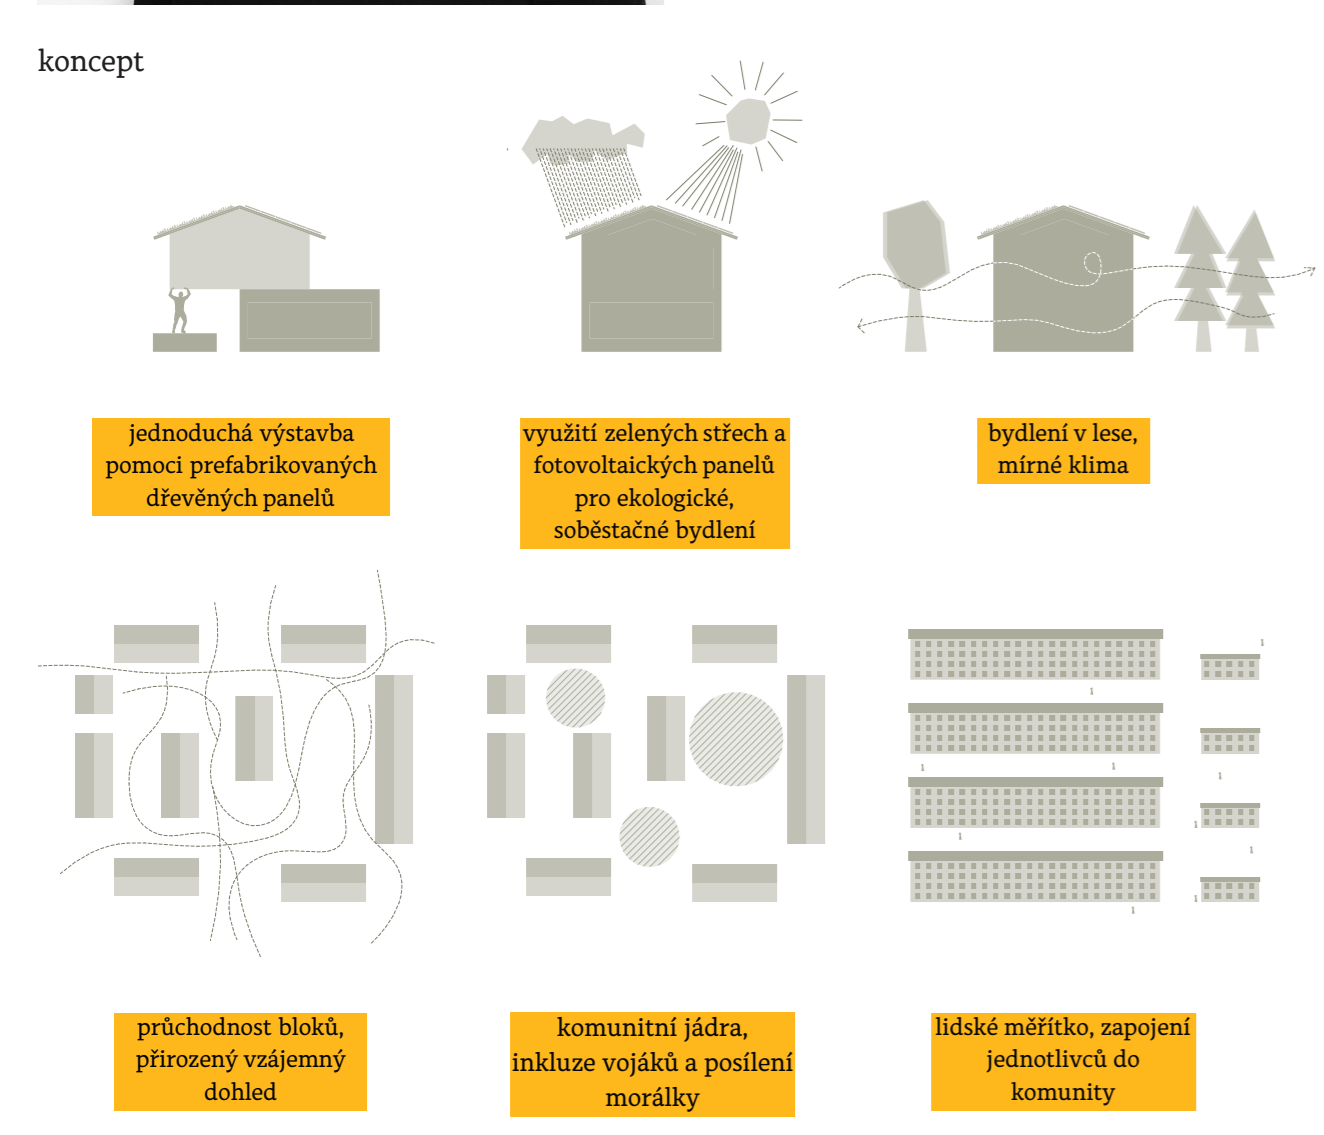 koncept
jednoduchá výstavba
pomoci prefabrikovaných
dřevěných panelů
využití zelených střech a
fotovoltaických panelů
pro ekologické,
soběstačné bydlení
bydlení v lese,
mírné klima
průchodnost bloků,
přirozený vzájemný
dohled
komunitní jádra,
inkluze vojáků a posílení
morálky
lidské měřítko, zapojení
jednotlivců do
komunity